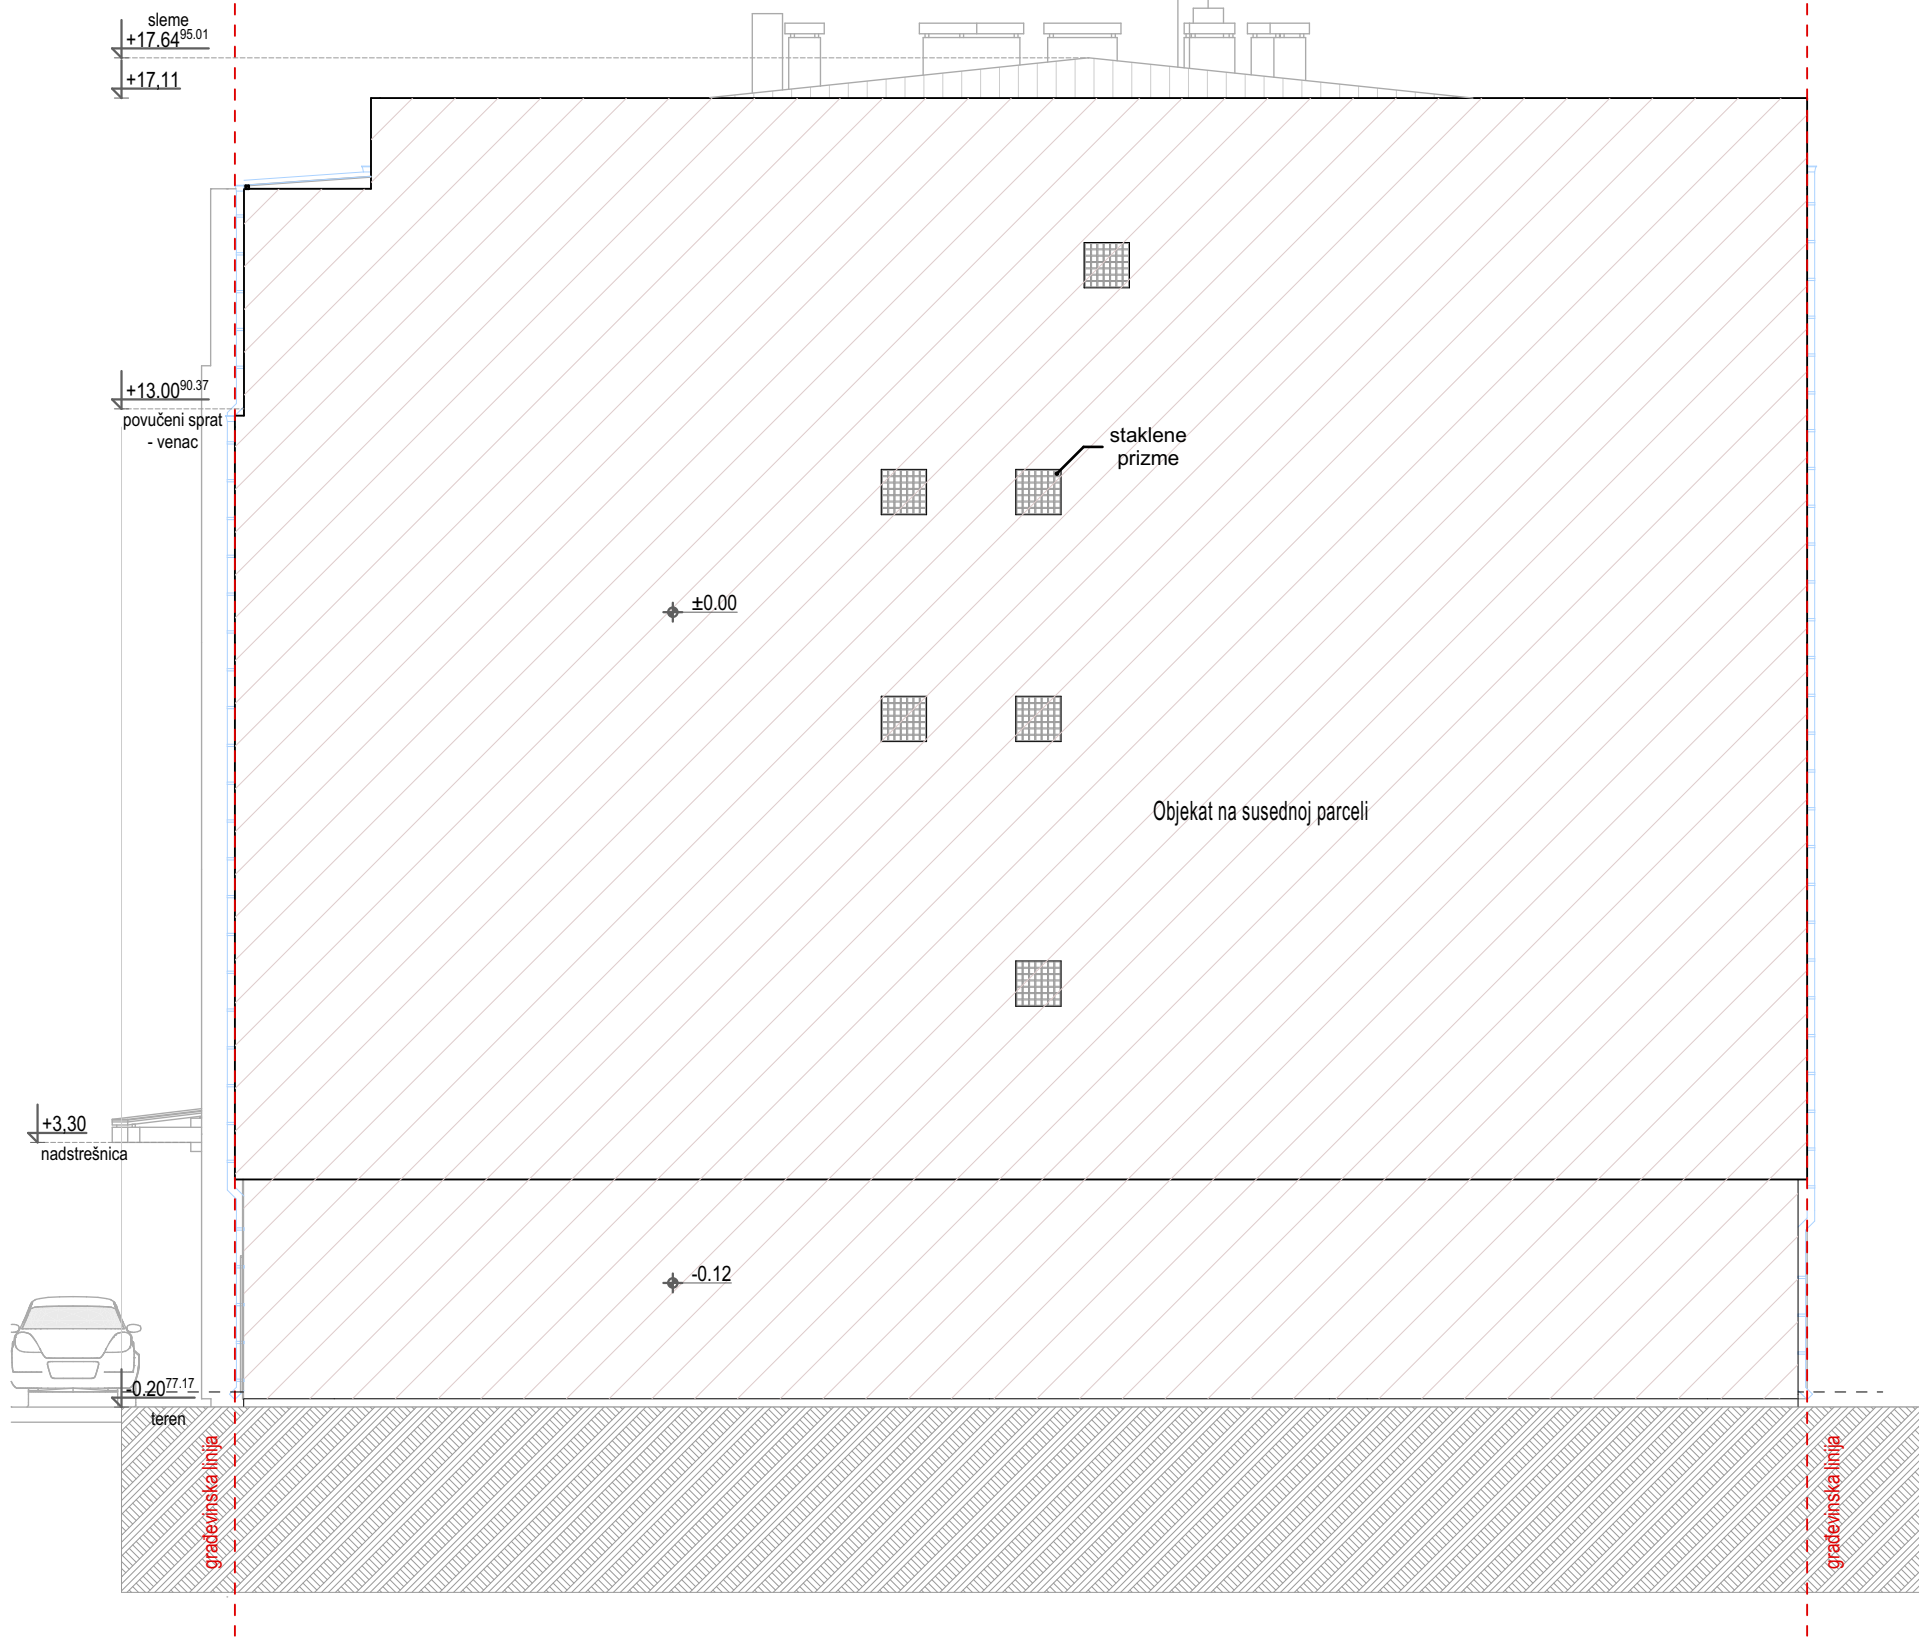 sleme
+17.64 95.01
+17,11
+13.00 90.37
povučeni sprat
- venac
staklene
prizme
±0.00
Objekat na susednoj parceli
+3,30
nadstrešnica
-0.12
-0.20 77.17
teren
građevinska linija
građevinska linija